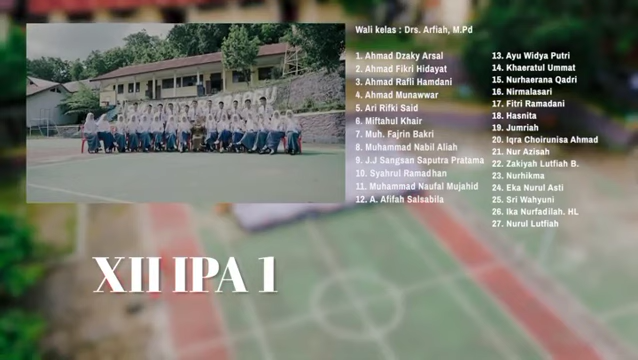 Wali kelas : Drs. Arfiah, M.Pd
1. Ahmad Dzaky Arsal
2. Ahmad Fikri Hidayat
3. Ahmad Rafli Hamdani
4. Ahmad Munawwar
5. Ari Rifki Said
6. Miftahul Khair
7. Muh. Fajrin Bakri
8. Muhammad Nabil Aliah
9. J.J Sangsan Saputra Pratama
10. Syahrul Ramadhan
11. Muhammad Naufal Mujahid
12. A. Afifah Salsabila
13. Ayu Widya Putri
14. Khaeratul Ummat
15. Nurhaerana Qadri
16. Nirmalasari
17. Fitri Ramadani
18. Hasnita
19. Jumriah
20. Iqra Choirunisa Ahmad
21. Nur Azisah
22. Zakiyah Lutfiah B.
23. Nurhikma
24. Eka Nurul Asti
25. Sri Wahyuni
26. Ika Nurfadilah. HL
27. Nurul Lutfiah
XII IPA 1